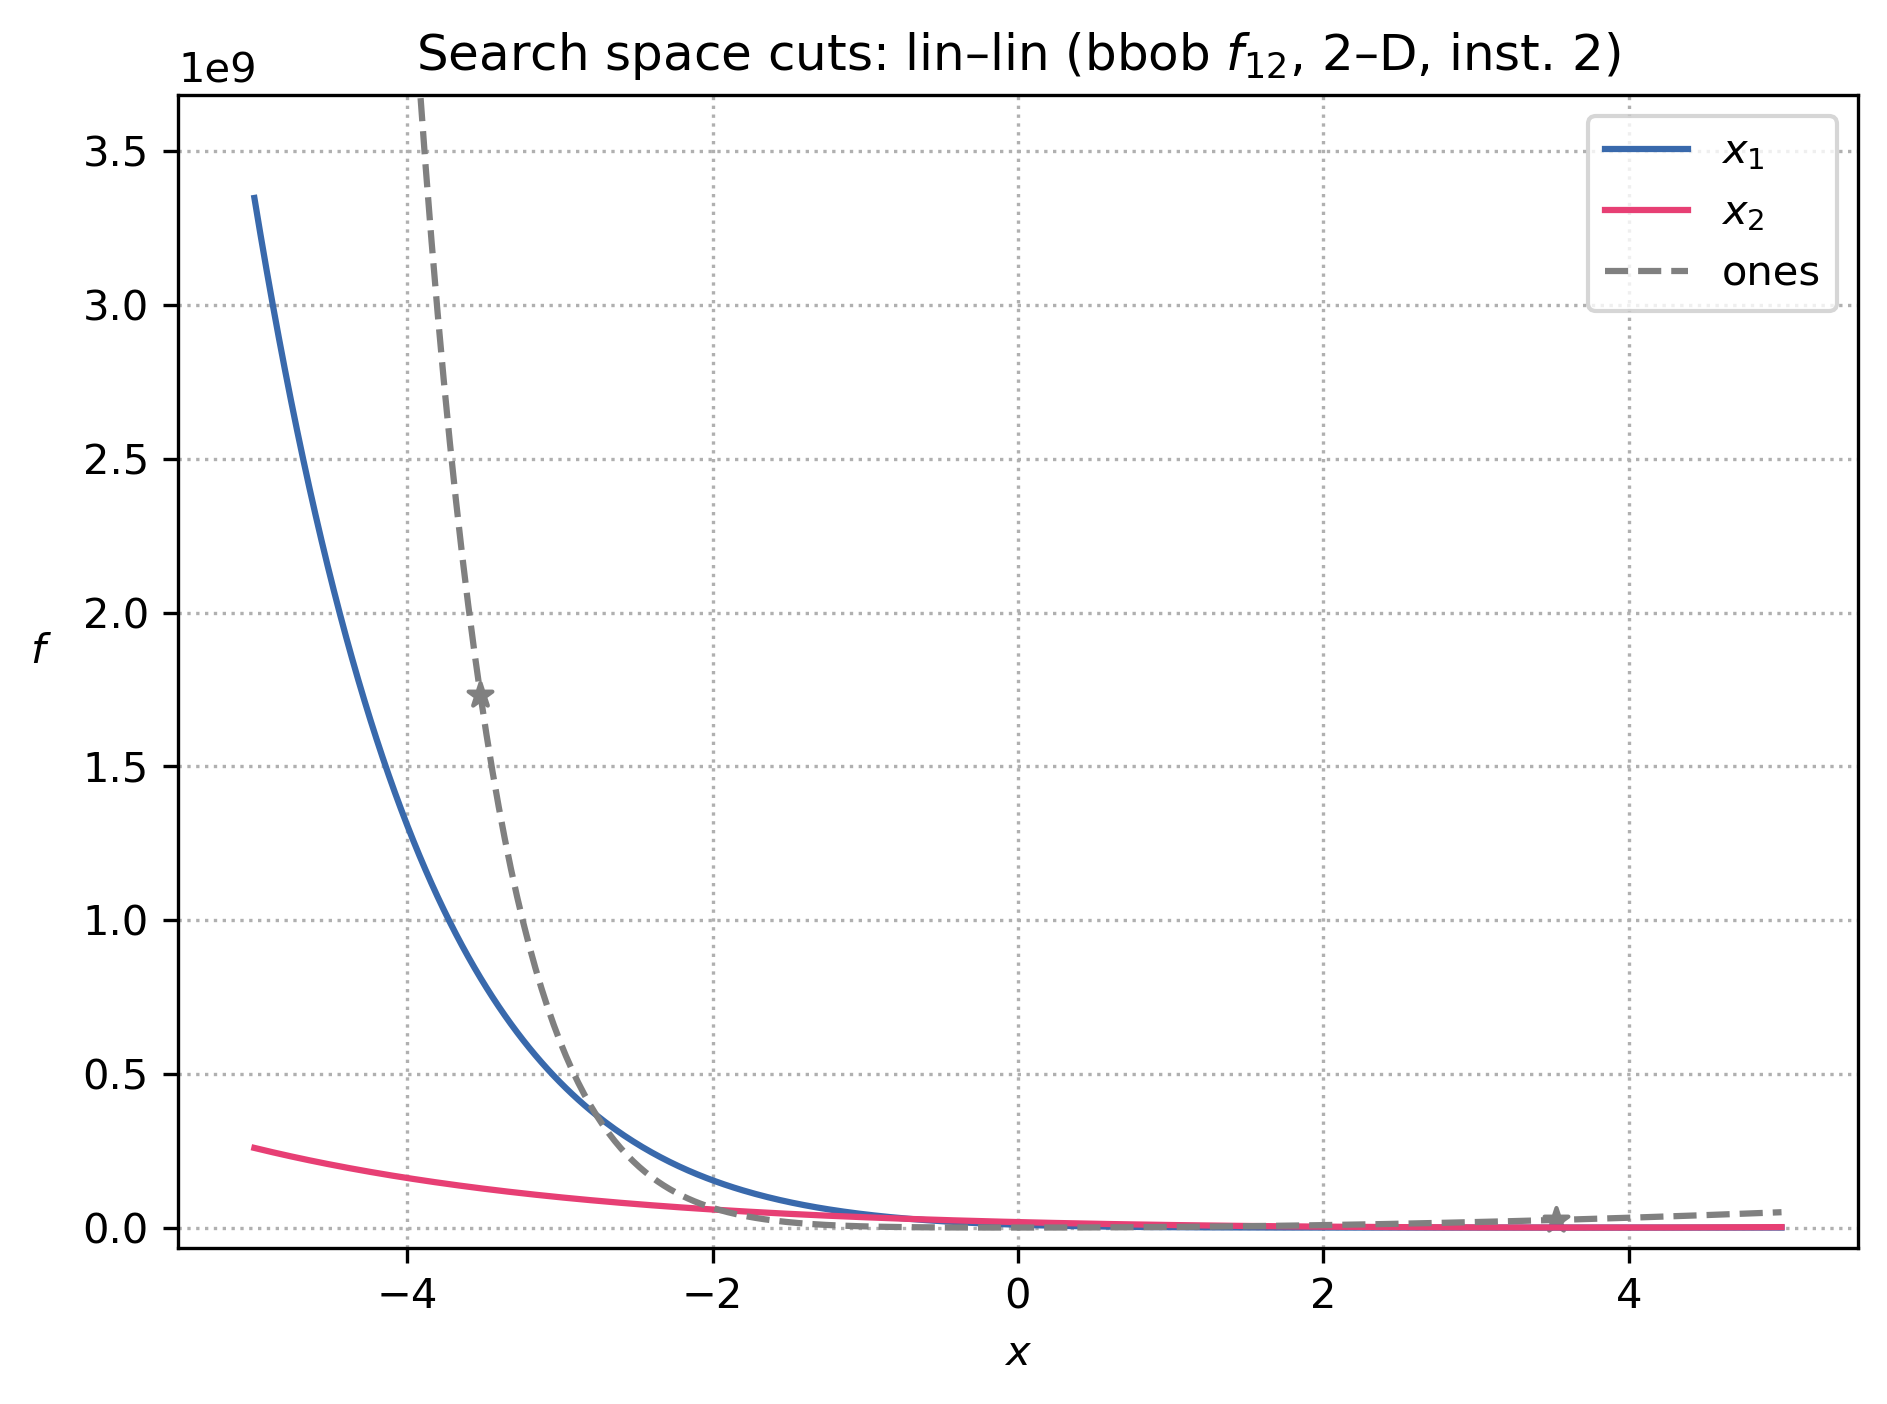 Search space cuts: lin–lin (bbob f₁₂, 2–D, inst. 2)
1e9
3.5
3.0
2.5
2.0
1.5
1.0
0.5
0.0
f
x₁
x₂
ones
−4 −2 0 2 4
x